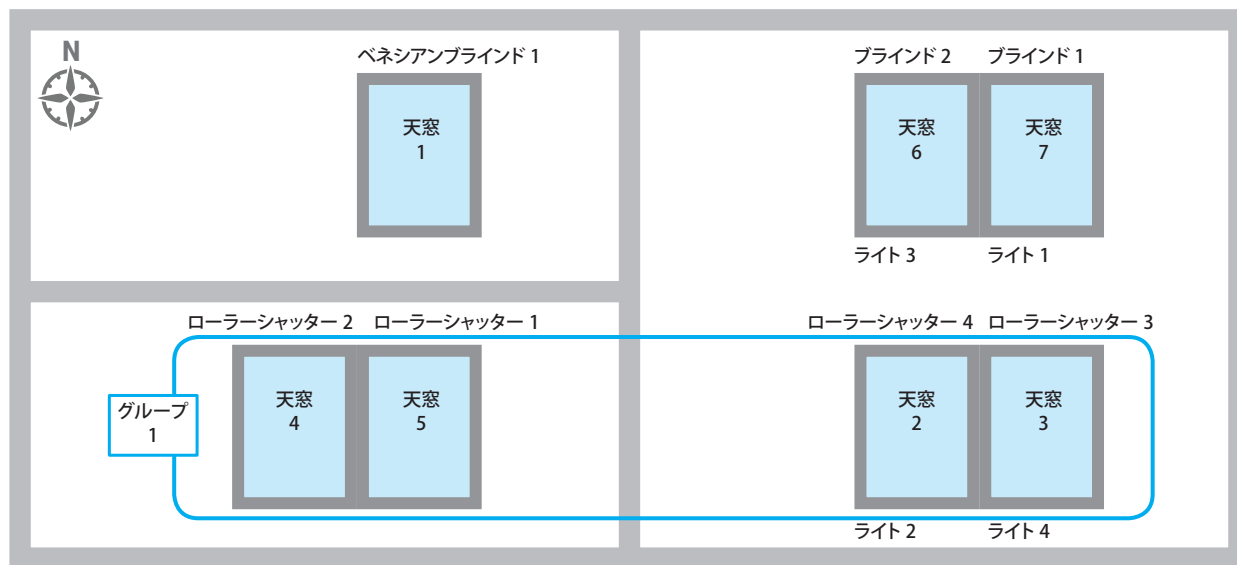 N
ベネシアンブラインド 1
天窓
1
ブラインド 2
ブラインド 1
天窓
6
天窓
7
ライト 3
ライト 1
ローラーシャッター 2
ローラーシャッター 1
グループ
1
天窓
4
天窓
5
ローラーシャッター 4
ローラーシャッター 3
天窓
2
天窓
3
ライト 2
ライト 4